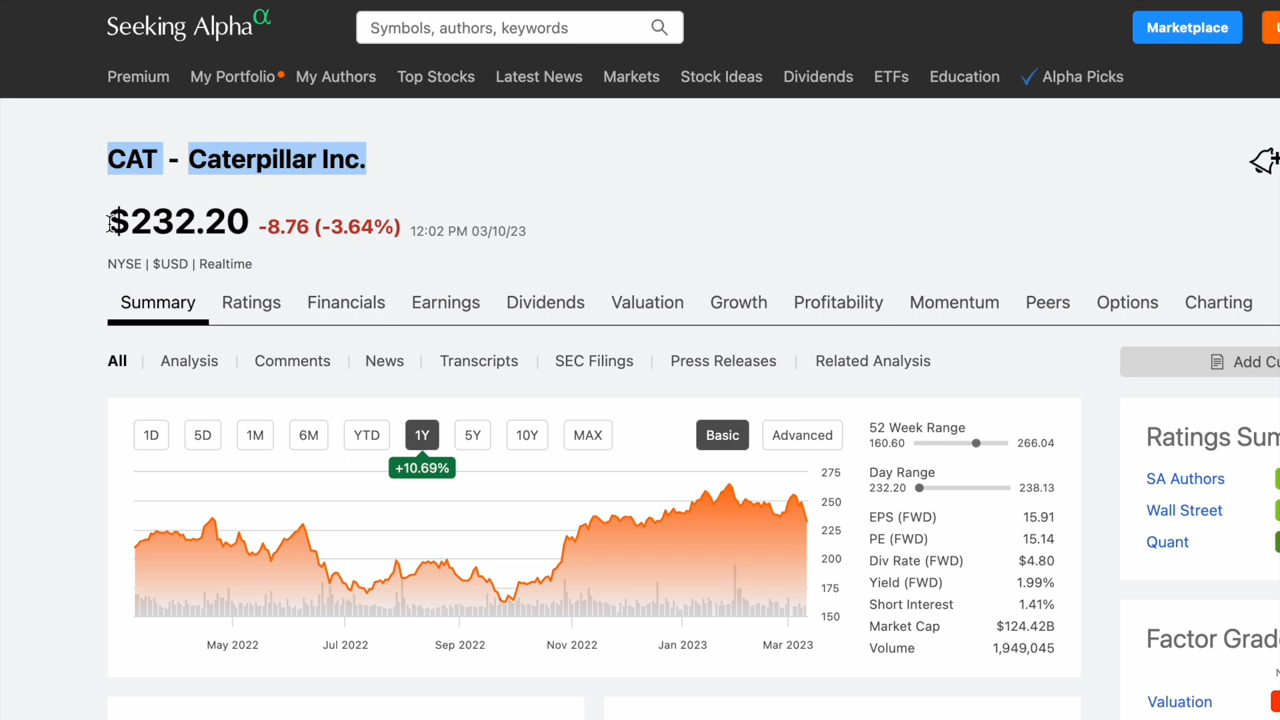 Seeking Alpha α
Symbols, authors, keywords
Marketplace
Premium My Portfolio My Authors Top Stocks Latest News Markets Stock Ideas Dividends ETFs Education Alpha Picks
CAT - Caterpillar Inc.
$232.20 -8.76 (-3.64%) 12:02 PM 03/10/23
NYSE | $USD | Realtime
Summary Ratings Financials Earnings Dividends Valuation Growth Profitability Momentum Peers Options Charting
All | Analysis | Comments | News | Transcripts | SEC Filings | Press Releases | Related Analysis
Add Cu
1D 5D 1M 6M YTD 1Y 5Y 10Y MAX Basic Advanced
+10.69%
275
250
225
200
175
150
May 2022 Jul 2022 Sep 2022 Nov 2022 Jan 2023 Mar 2023
52 Week Range
160.60 266.04
Day Range
232.20 238.13
EPS (FWD) 15.91
PE (FWD) 15.14
Div Rate (FWD) $4.80
Yield (FWD) 1.99%
Short Interest 1.41%
Market Cap $124.42B
Volume 1,949,045
Ratings Sum
SA Authors
Wall Street
Quant
Factor Grad
Valuation